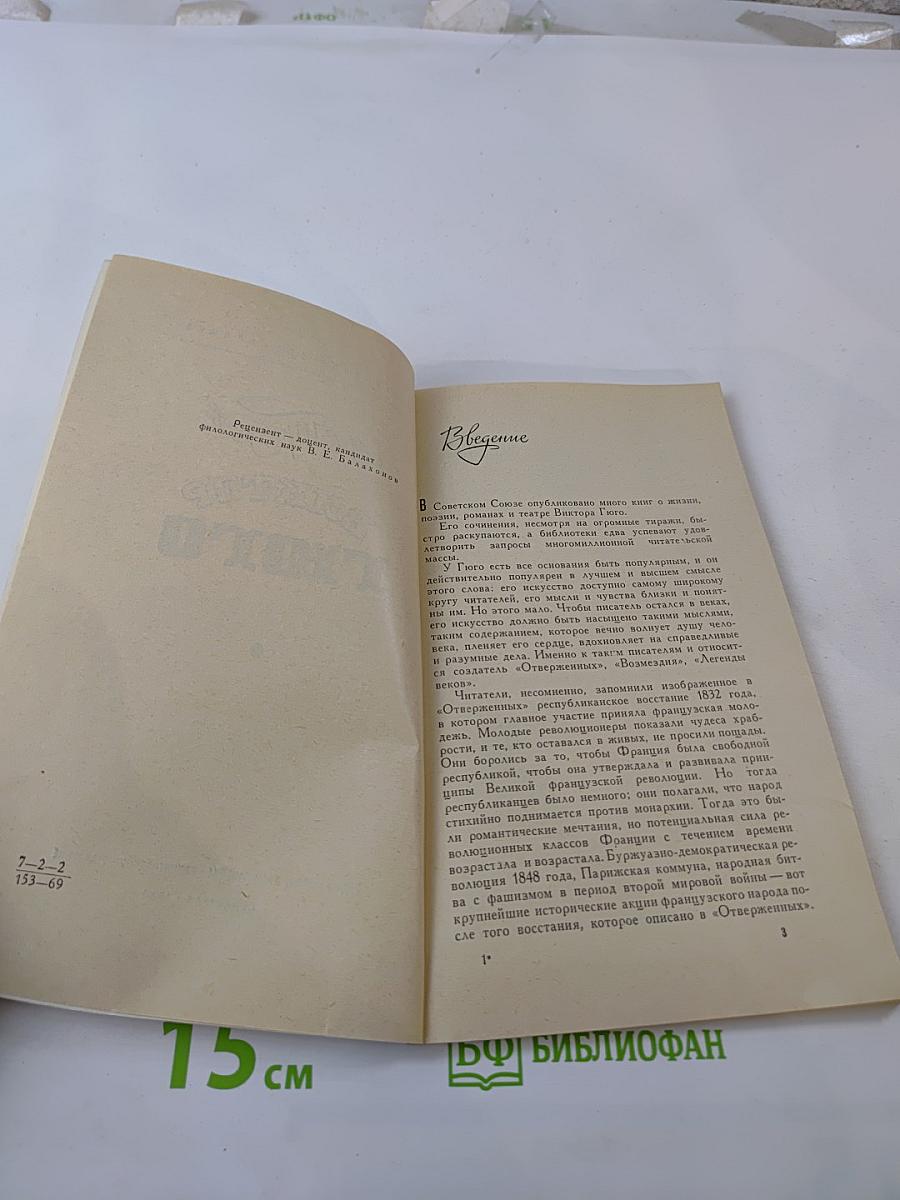 Рецензент — доцент, кандидат
филологических наук В. Е. Балахонов
7—2—2
153—69
Введение
В Советском Союзе опубликовано много книг о жизни,
поэзии, романах и театре Виктора Гюго.
Его сочинения, несмотря на огромные тиражи, бы-
стро раскупаются, а библиотеки едва успевают удов-
летворить запросы многомиллионной читательской
массы.
У Гюго есть все основания быть популярным, и он
действительно популярен в лучшем и высшем смысле
этого слова: его искусство доступно самому широкому
кругу читателей, его мысли и чувства близки и понят-
ны им. Но этого мало. Чтобы писатель остался в веках,
его искусство должно быть насыщено такими мыслями,
таким содержанием, которое вечно волнует душу чело-
века, пленяет его сердце, вдохновляет на справедливые
и разумные дела. Именно к таким писателям и относит-
ся создатель «Отверженных», «Возмездия», «Легенды
веков».
Читатели, несомненно, запомнили изображенное в
«Отверженных» республиканское восстание 1832 года,
в котором главное участие приняла французская моло-
дежь. Молодые революционеры показали чудеса храб-
рости, и те, кто оставался в живых, не просили пощады.
Они боролись за то, чтобы Франция была свободной
республикой, чтобы она утверждала и развивала прин-
ципы Великой французской революции. Но тогда
республиканцев было немного; они полагали, что народ
стихийно поднимается против монархии. Тогда это бы-
ли романтические мечтания, но потенциальная сила ре-
волюционных классов Франции с течением времени
возрастала и возрастала. Буржуазно-демократическая ре-
волюция 1848 года, Парижская коммуна, народная бит-
ва с фашизмом в период второй мировой войны — вот
крупнейшие исторические акции французского народа по-
сле того восстания, которое описано в «Отверженных».
1*
3
15 см
БФ БИБЛИОФАН